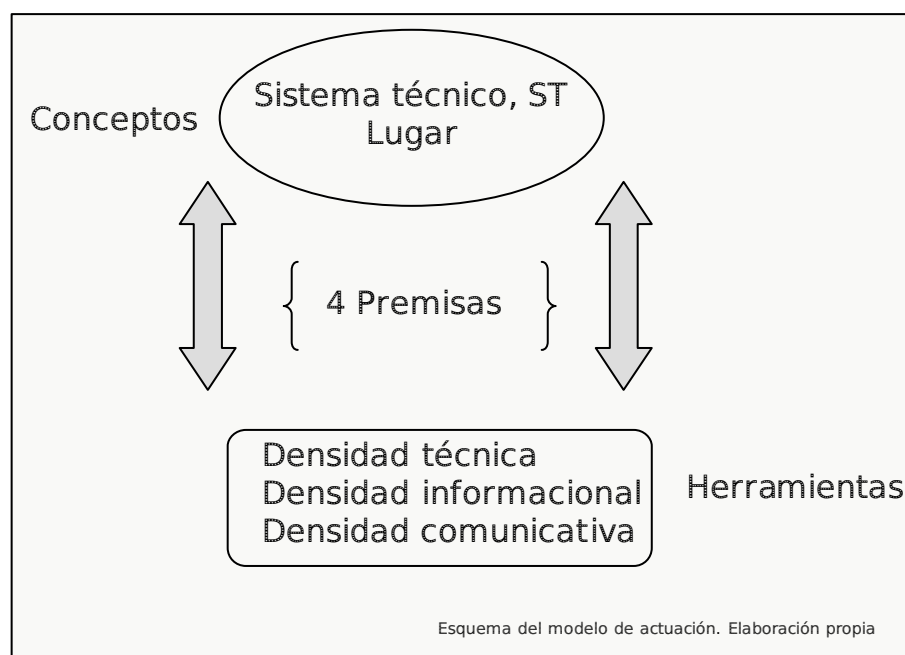 Sistema técnico, ST
Conceptos
Lugar
{ 4 Premisas }
Densidad técnica
Densidad informacional
Herramientas
Densidad comunicativa
Esquema del modelo de actuación. Elaboración propia